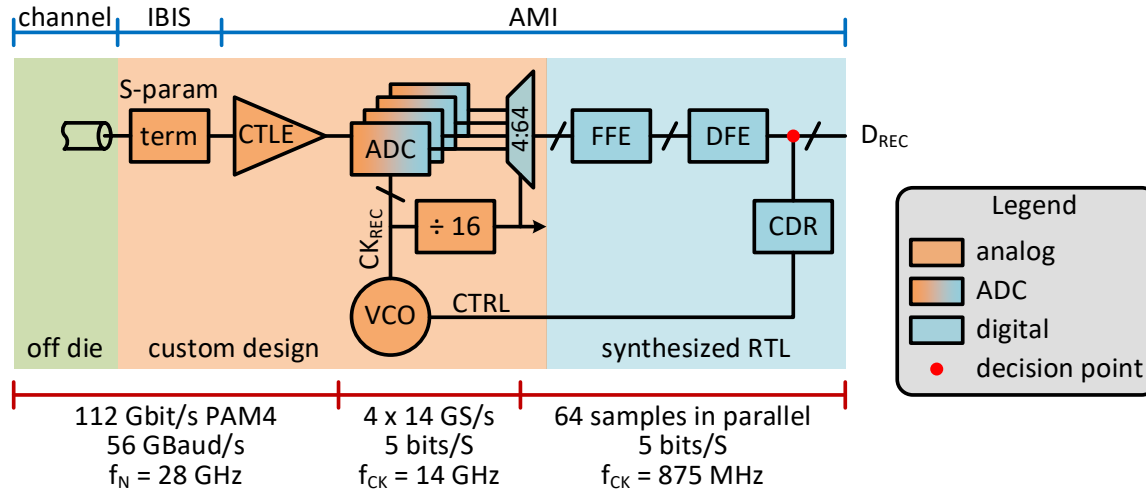 channel IBIS AMI
S-param
term
CTLE
ADC
4:64
FFE
DFE
D_REC
CK_REC
÷ 16
CDR
VCO
CTRL
off die
custom design
synthesized RTL
Legend
analog
ADC
digital
decision point
112 Gbit/s PAM4
56 GBaud/s
f_N = 28 GHz
4 x 14 GS/s
5 bits/S
f_CK = 14 GHz
64 samples in parallel
5 bits/S
f_CK = 875 MHz